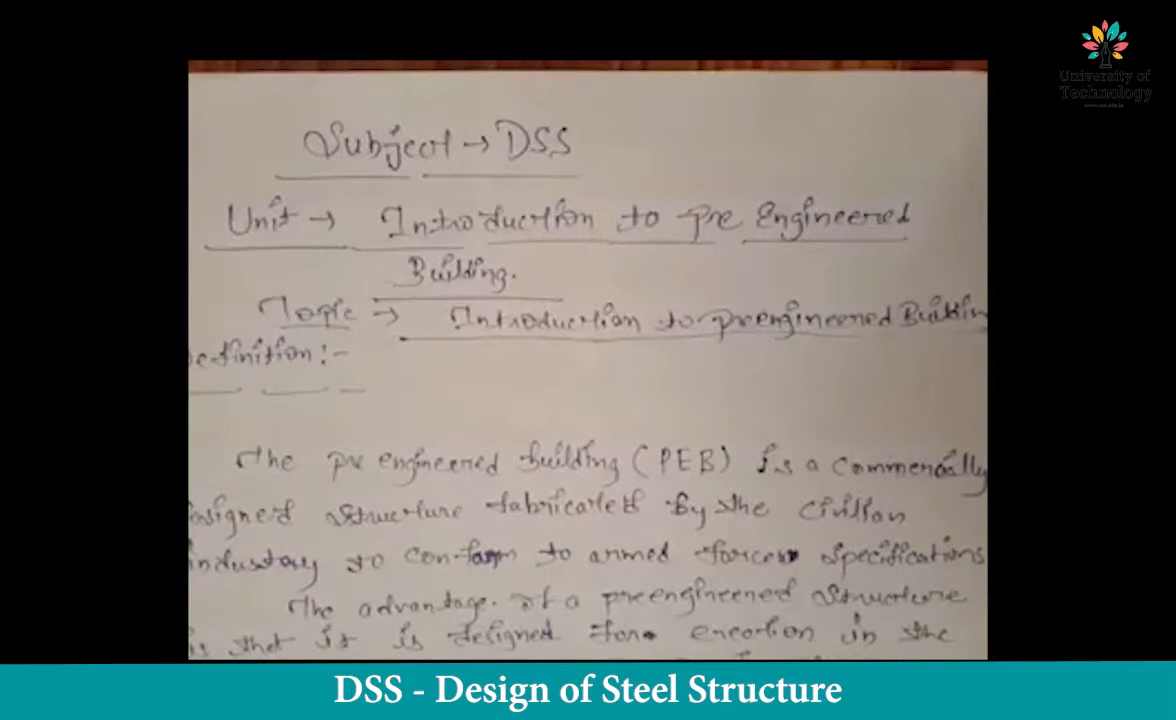 University of
Technology
Subject → DSS
Unit → Introduction to Pre Engineered
Building.
Topic → Introduction to preengineered Buildin
efinition :-
The pre engineered Building (PEB) is a commercially
esigned structure fabricated by the civilian
industry to conform to armed forces specifications
The advantage of a preengineered structure
is that it is designed for erection in the
DSS - Design of Steel Structure